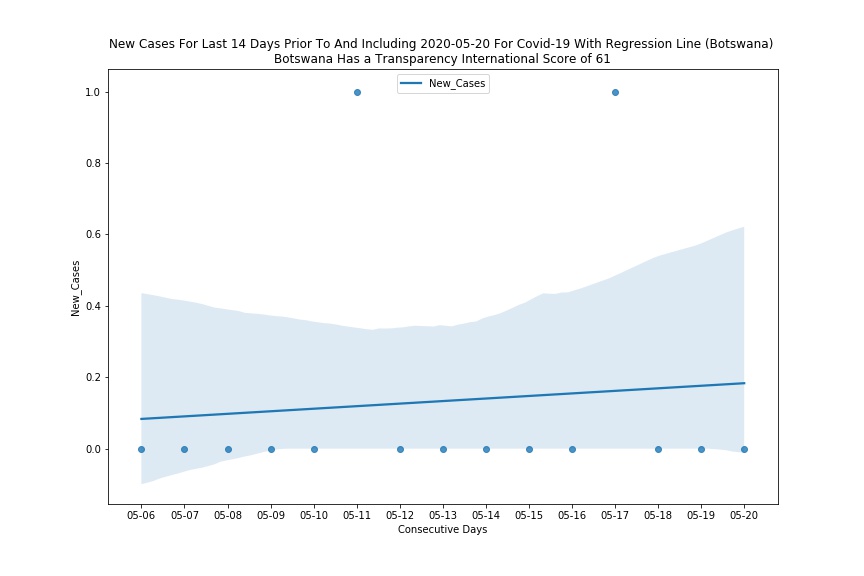 New Cases For Last 14 Days Prior To And Including 2020-05-20 For Covid-19 With Regression Line (Botswana)
Botswana Has a Transparency International Score of 61
New_Cases
1.0
0.8
0.6
0.4
0.2
0.0
New_Cases
05-06 05-07 05-08 05-09 05-10 05-11 05-12 05-13 05-14 05-15 05-16 05-17 05-18 05-19 05-20
Consecutive Days